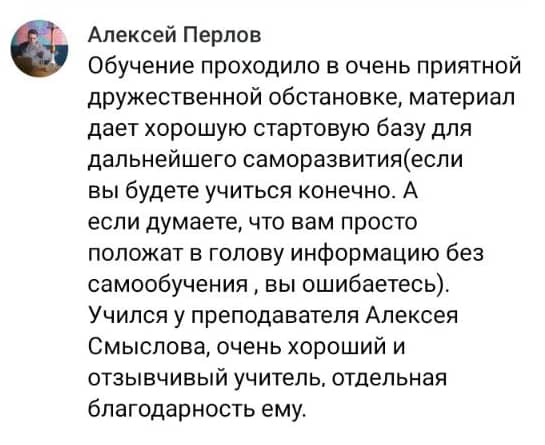 Алексей Перлов
Обучение проходило в очень приятной
дружественной обстановке, материал
дает хорошую стартовую базу для
дальнейшего саморазвития(если
вы будете учиться конечно. А
если думаете, что вам просто
положат в голову информацию без
самообучения , вы ошибаетесь).
Учился у преподавателя Алексея
Смыслова, очень хороший и
отзывчивый учитель, отдельная
благодарность ему.